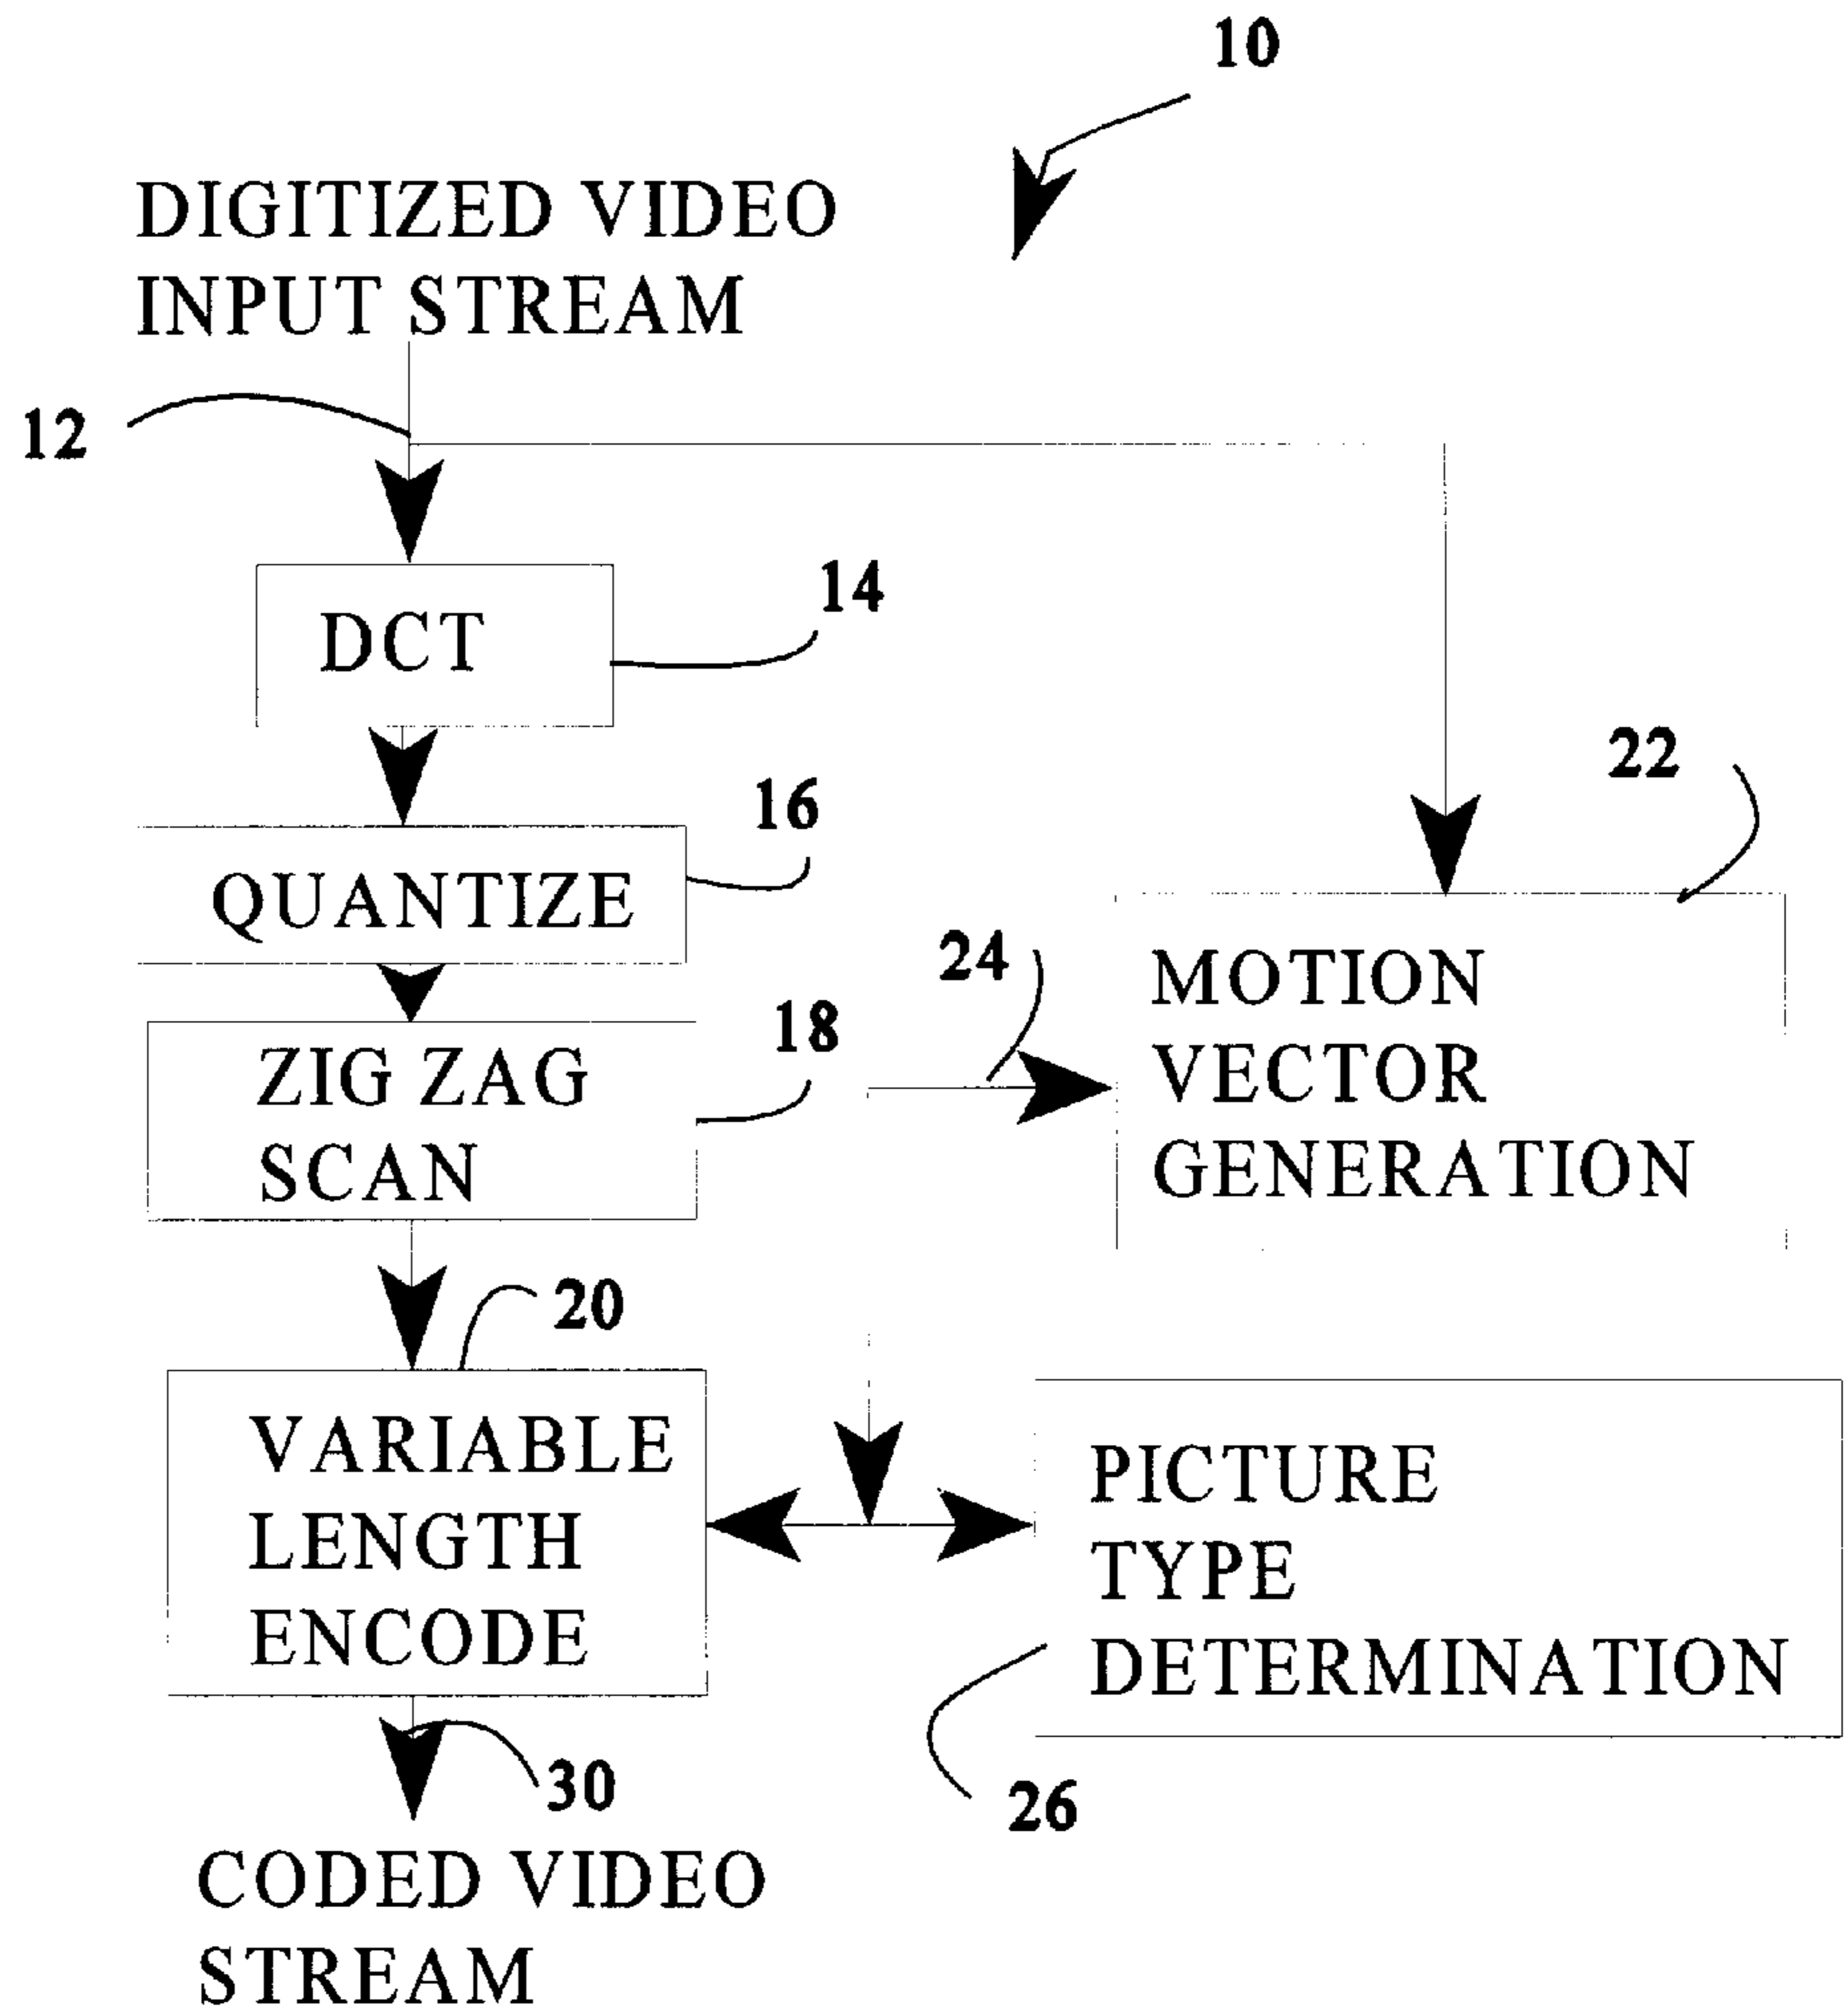 10
DIGITIZED VIDEO
INPUT STREAM
12
DCT
14
22
16
QUANTIZE
24
MOTION
VECTOR
GENERATION
18
ZIG ZAG
SCAN
20
VARIABLE
LENGTH
ENCODE
PICTURE
TYPE
DETERMINATION
30
26
CODED VIDEO
STREAM